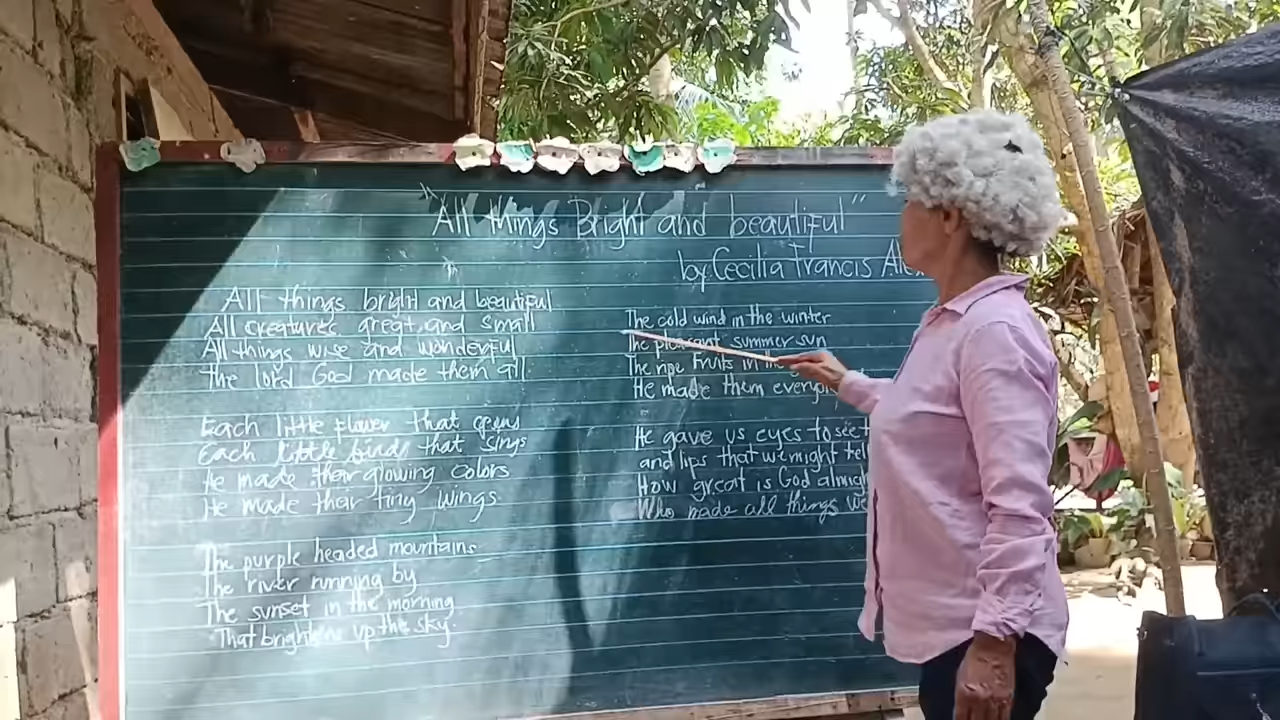 "All things Bright and beautiful"
by Cecilia Francis Ale
All things bright and beautiful
All creatures great and small
All things wise and wonderful
The lord God made them all
Each little flower that opens
Each little birds that sings
He made their glowing colors
He made their tiny wings
The purple headed mountains
The river running by
The sunset in the morning
That brightens up the sky.
The cold wind in the winter
The pleasant summer sun
The ripe fruits in the
He made them every
He gave us eyes to see t
and lips that we might tel
How great is God almigh
Who made all things we